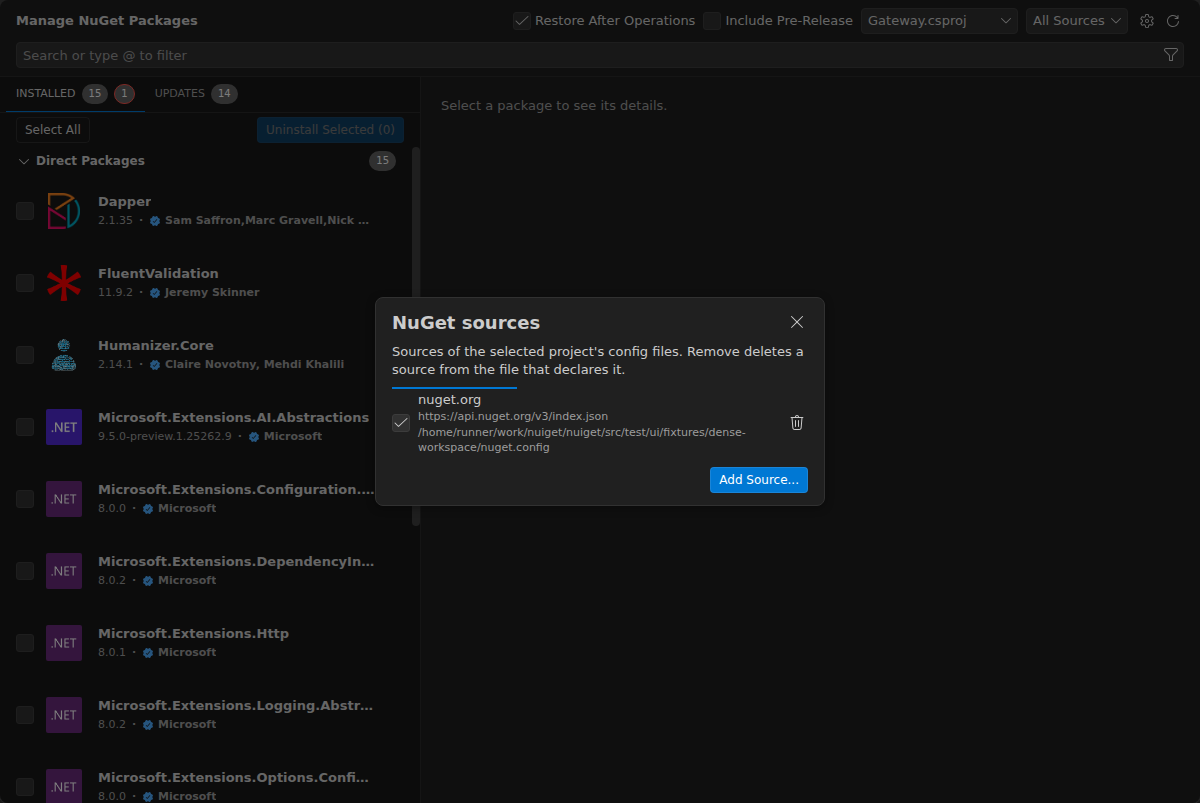 Manage NuGet Packages
Restore After Operations
Include Pre-Release
Gateway.csproj
All Sources
Search or type @ to filter
INSTALLED 15 1 UPDATES 14
Select a package to see its details.
Select All
Uninstall Selected (0)
Direct Packages 15
Dapper
2.1.35 · Sam Saffron,Marc Gravell,Nick ...
FluentValidation
11.9.2 · Jeremy Skinner
Humanizer.Core
2.14.1 · Claire Novotny, Mehdi Khalili
.NET
Microsoft.Extensions.AI.Abstractions
9.5.0-preview.1.25262.9 · Microsoft
.NET
Microsoft.Extensions.Configuration....
8.0.0 · Microsoft
.NET
Microsoft.Extensions.DependencyIn...
8.0.2 · Microsoft
.NET
Microsoft.Extensions.Http
8.0.1 · Microsoft
.NET
Microsoft.Extensions.Logging.Abstr...
8.0.2 · Microsoft
.NET
Microsoft.Extensions.Options.Confi...
8.0.0 · Microsoft
NuGet sources
Sources of the selected project's config files. Remove deletes a
source from the file that declares it.
nuget.org
https://api.nuget.org/v3/index.json
/home/runner/work/nuiget/nuiget/src/test/ui/fixtures/dense-
workspace/nuget.config
Add Source...